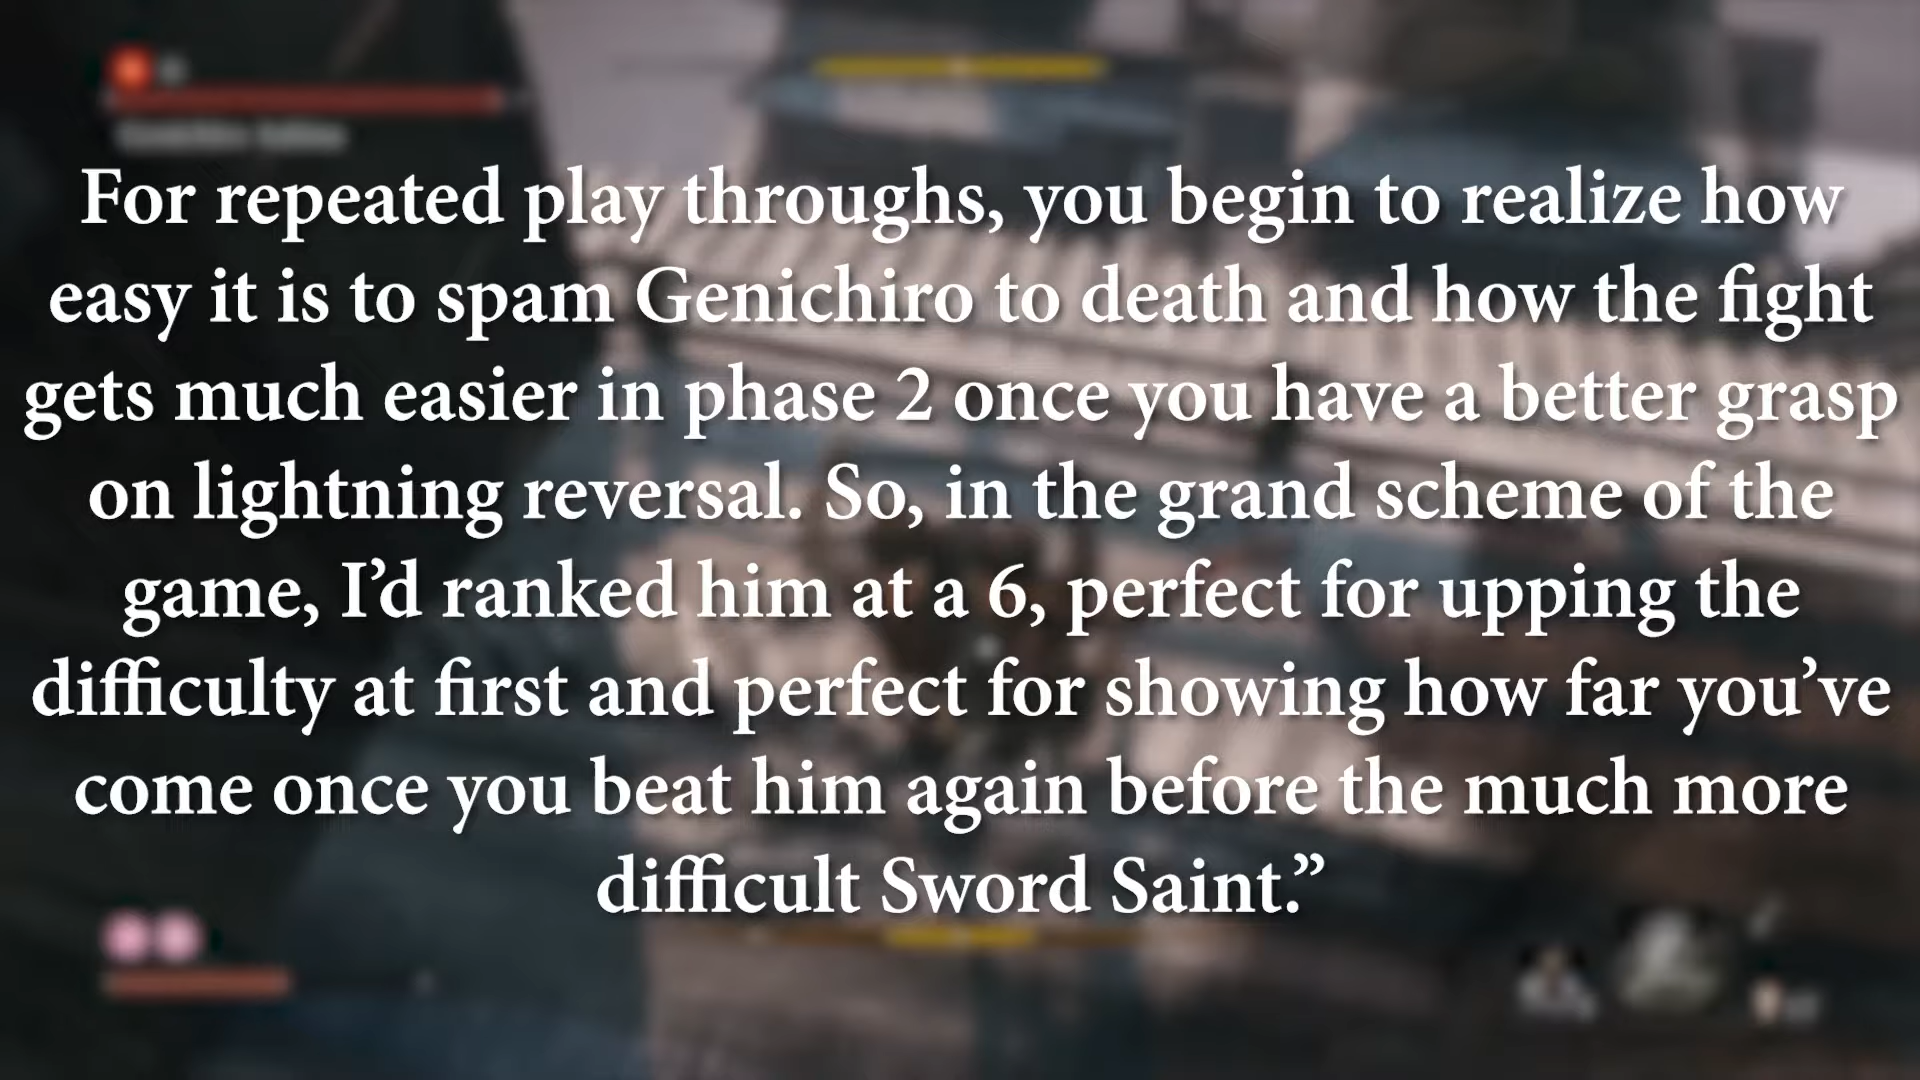 For repeated play throughs, you begin to realize how
easy it is to spam Genichiro to death and how the fight
gets much easier in phase 2 once you have a better grasp
on lightning reversal. So, in the grand scheme of the
game, I’d ranked him at a 6, perfect for upping the
difficulty at first and perfect for showing how far you’ve
come once you beat him again before the much more
difficult Sword Saint.”